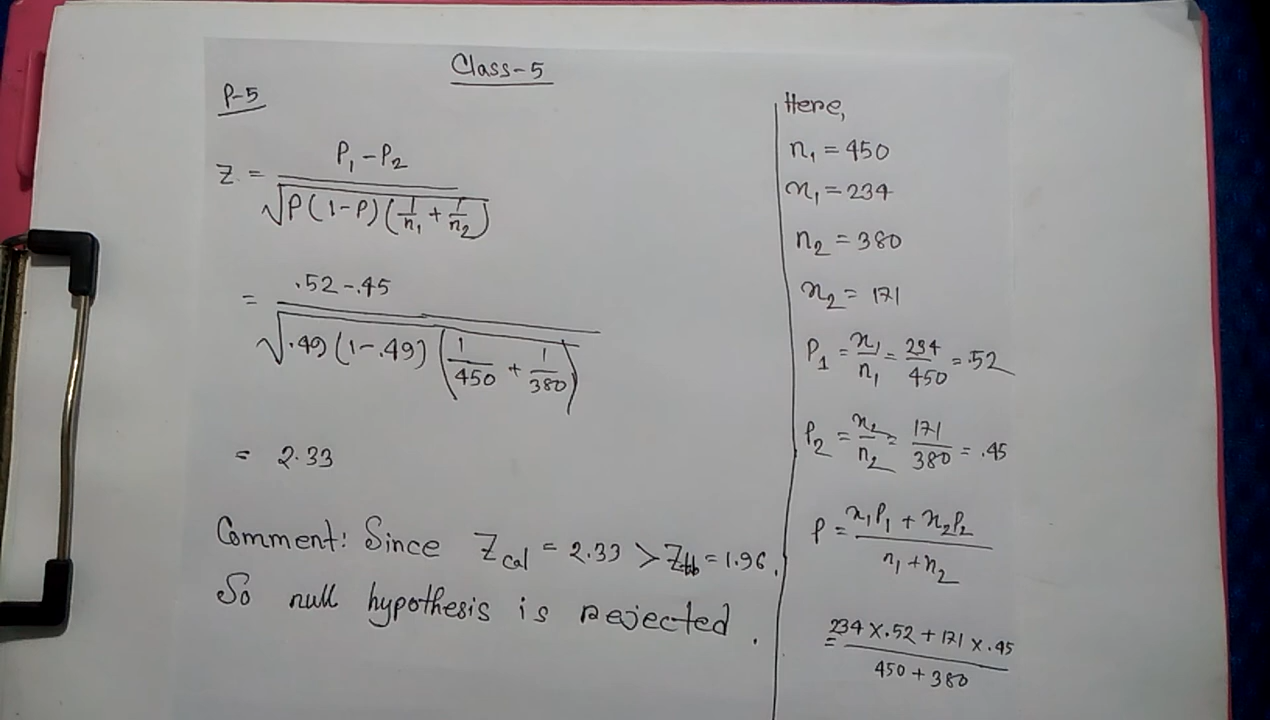 Class-5
P-5
Z = P₁ - P₂ / √P(1-P)(1/n₁ + 1/n₂)
= .52 - .45 / √.49(1-.49)(1/450 + 1/380)
= 2.33
Comment: Since Z cal = 2.33 > Z tab = 1.96.
So null hypothesis is rejected.
Here,
n₁ = 450
x₁ = 234
n₂ = 380
x₂ = 171
P₁ = x₁/n₁ = 234/450 = .52
P₂ = x₂/n₂ = 171/380 = .45
P = x₁P₁ + x₂P₂ / n₁ + n₂
= 234 × .52 + 171 × .45 / 450 + 380